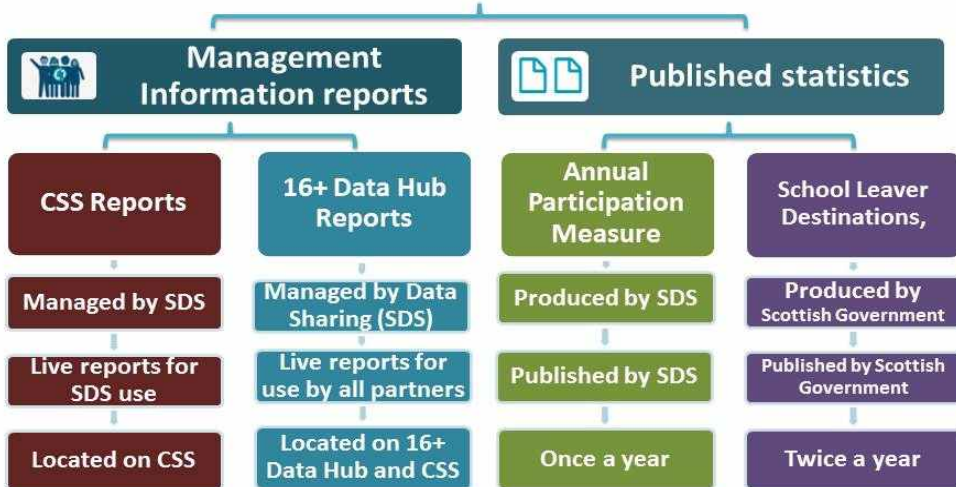 Management
Information reports
Published statistics
CSS Reports
16+ Data Hub
Reports
Annual
Participation
Measure
School Leaver
Destinations,
Managed by SDS
Managed by Data
Sharing (SDS)
Produced by SDS
Produced by
Scottish Government
Live reports for
SDS use
Live reports for
use by all partners
Published by SDS
Published by Scottish
Government
Located on CSS
Located on 16+
Data Hub and CSS
Once a year
Twice a year